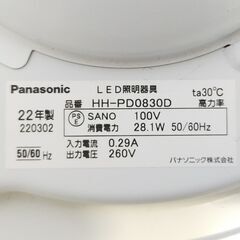 Panasonic LED照明器具 ta30℃
品番 HH-PD0830D 高力率
22年製
220302
PSE SANO 100V
消費電力 28.1W 50/60Hz
50/60 Hz
入力電流 0.29A
出力電圧 260V
パナソニック株式会社